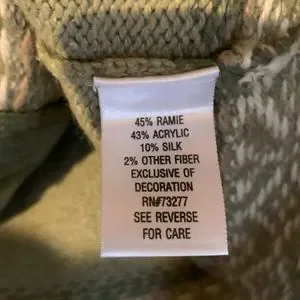 45% RAMIE
43% ACRYLIC
10% SILK
2% OTHER FIBER
EXCLUSIVE OF
DECORATION
RN#73277
SEE REVERSE
FOR CARE